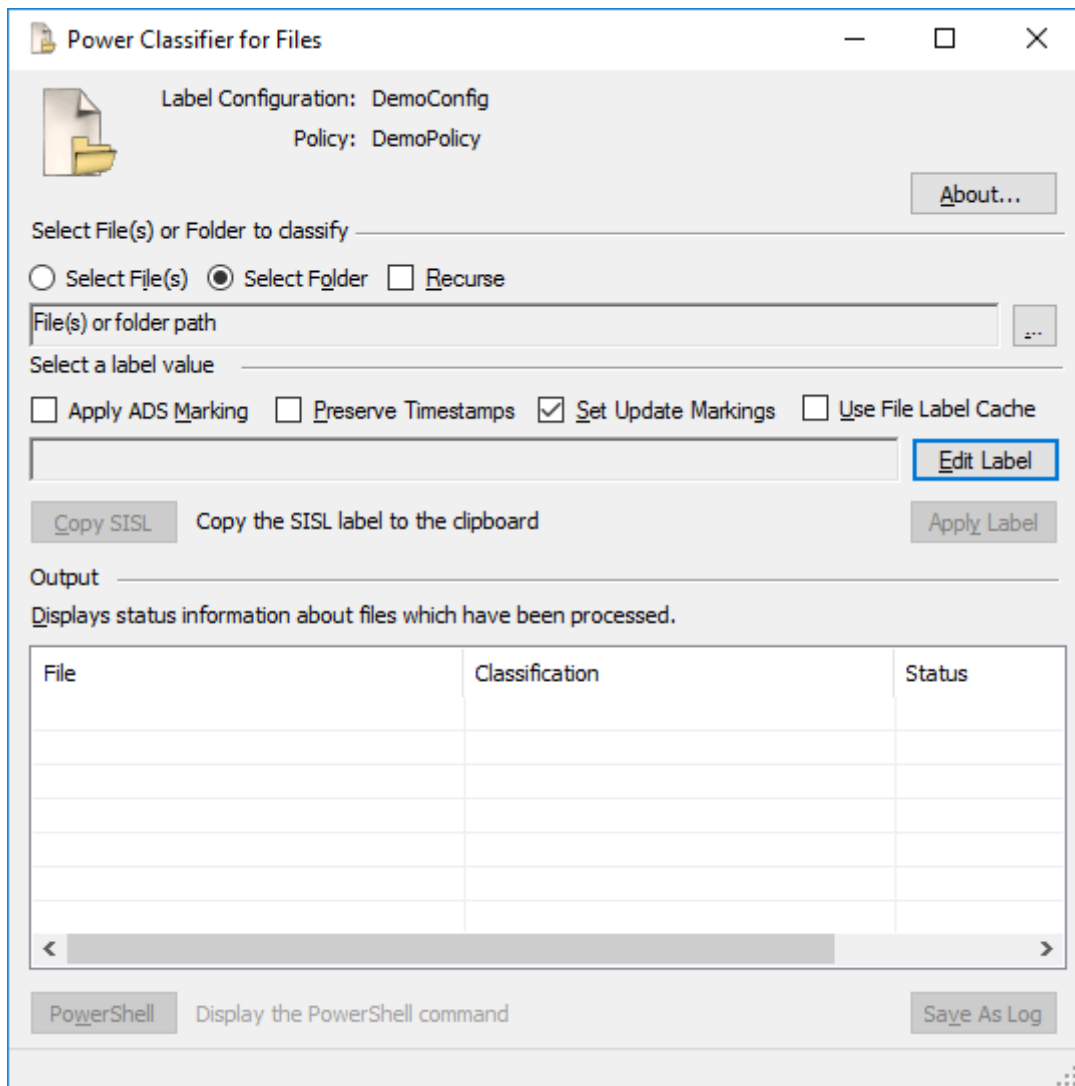 Power Classifier for Files
Label Configuration: DemoConfig
Policy: DemoPolicy
About...
Select File(s) or Folder to classify
Select File(s) Select Folder Recurse
File(s) or folder path ...
Select a label value
Apply ADS Marking Preserve Timestamps Set Update Markings Use File Label Cache
Edit Label
Copy SISL Copy the SISL label to the clipboard Apply Label
Output
Displays status information about files which have been processed.
File Classification Status
PowerShell Display the PowerShell command Save As Log